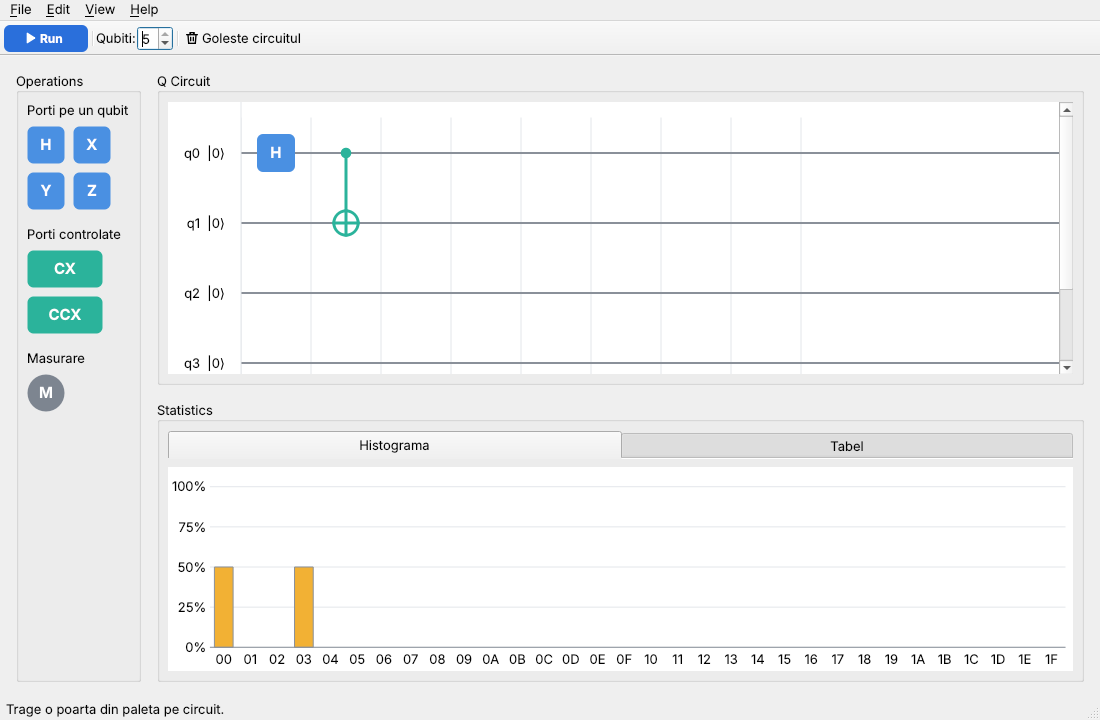 File Edit View Help
Run Qubiti: 5 Goleste circuitul
Operations
Porti pe un qubit
H X
Y Z
Porti controlate
CX
CCX
Masurare
M
Q Circuit
q0 |0⟩ H
q1 |0⟩
q2 |0⟩
q3 |0⟩
Statistics
Histograma Tabel
100%
75%
50%
25%
0%
00 01 02 03 04 05 06 07 08 09 0A 0B 0C 0D 0E 0F 10 11 12 13 14 15 16 17 18 19 1A 1B 1C 1D 1E 1F
Trage o poarta din paleta pe circuit.